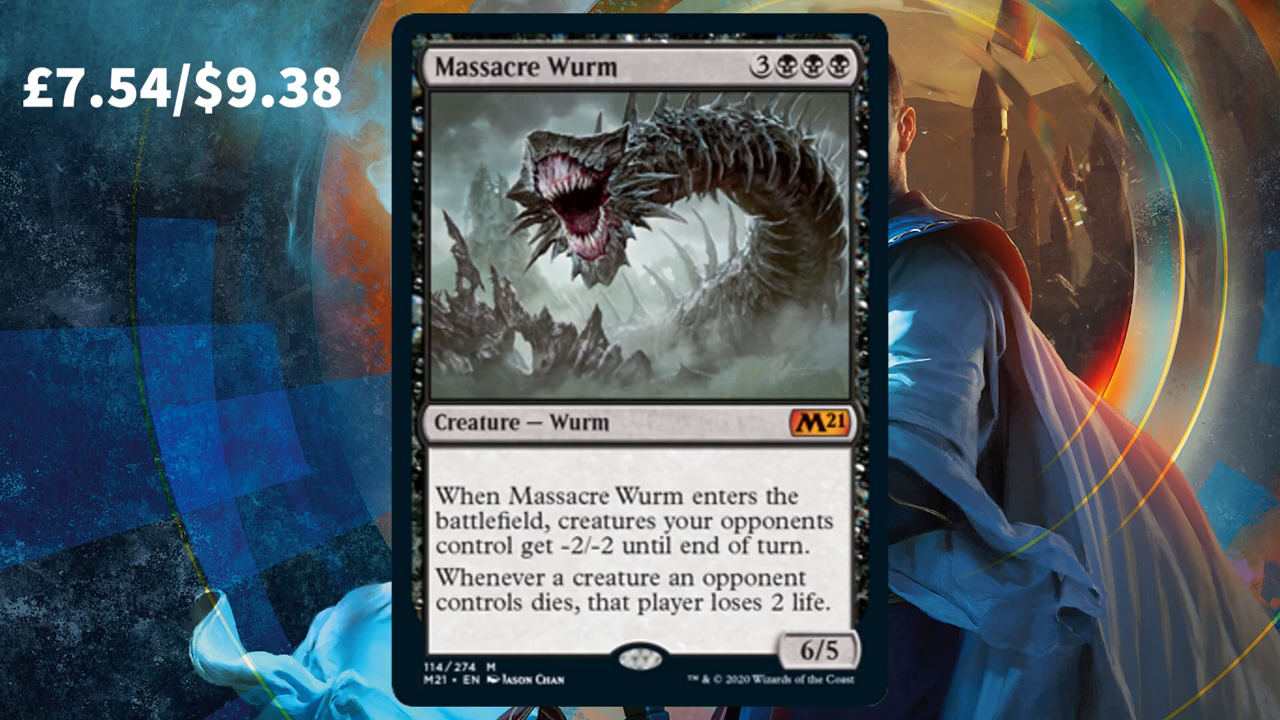 £7.54/$9.38
Massacre Wurm 3
Creature — Wurm M21
When Massacre Wurm enters the
battlefield, creatures your opponents
control get -2/-2 until end of turn.
Whenever a creature an opponent
controls dies, that player loses 2 life.
6/5
114/274 M
M21 • EN Jason Chan
™ & © 2020 Wizards of the Coast